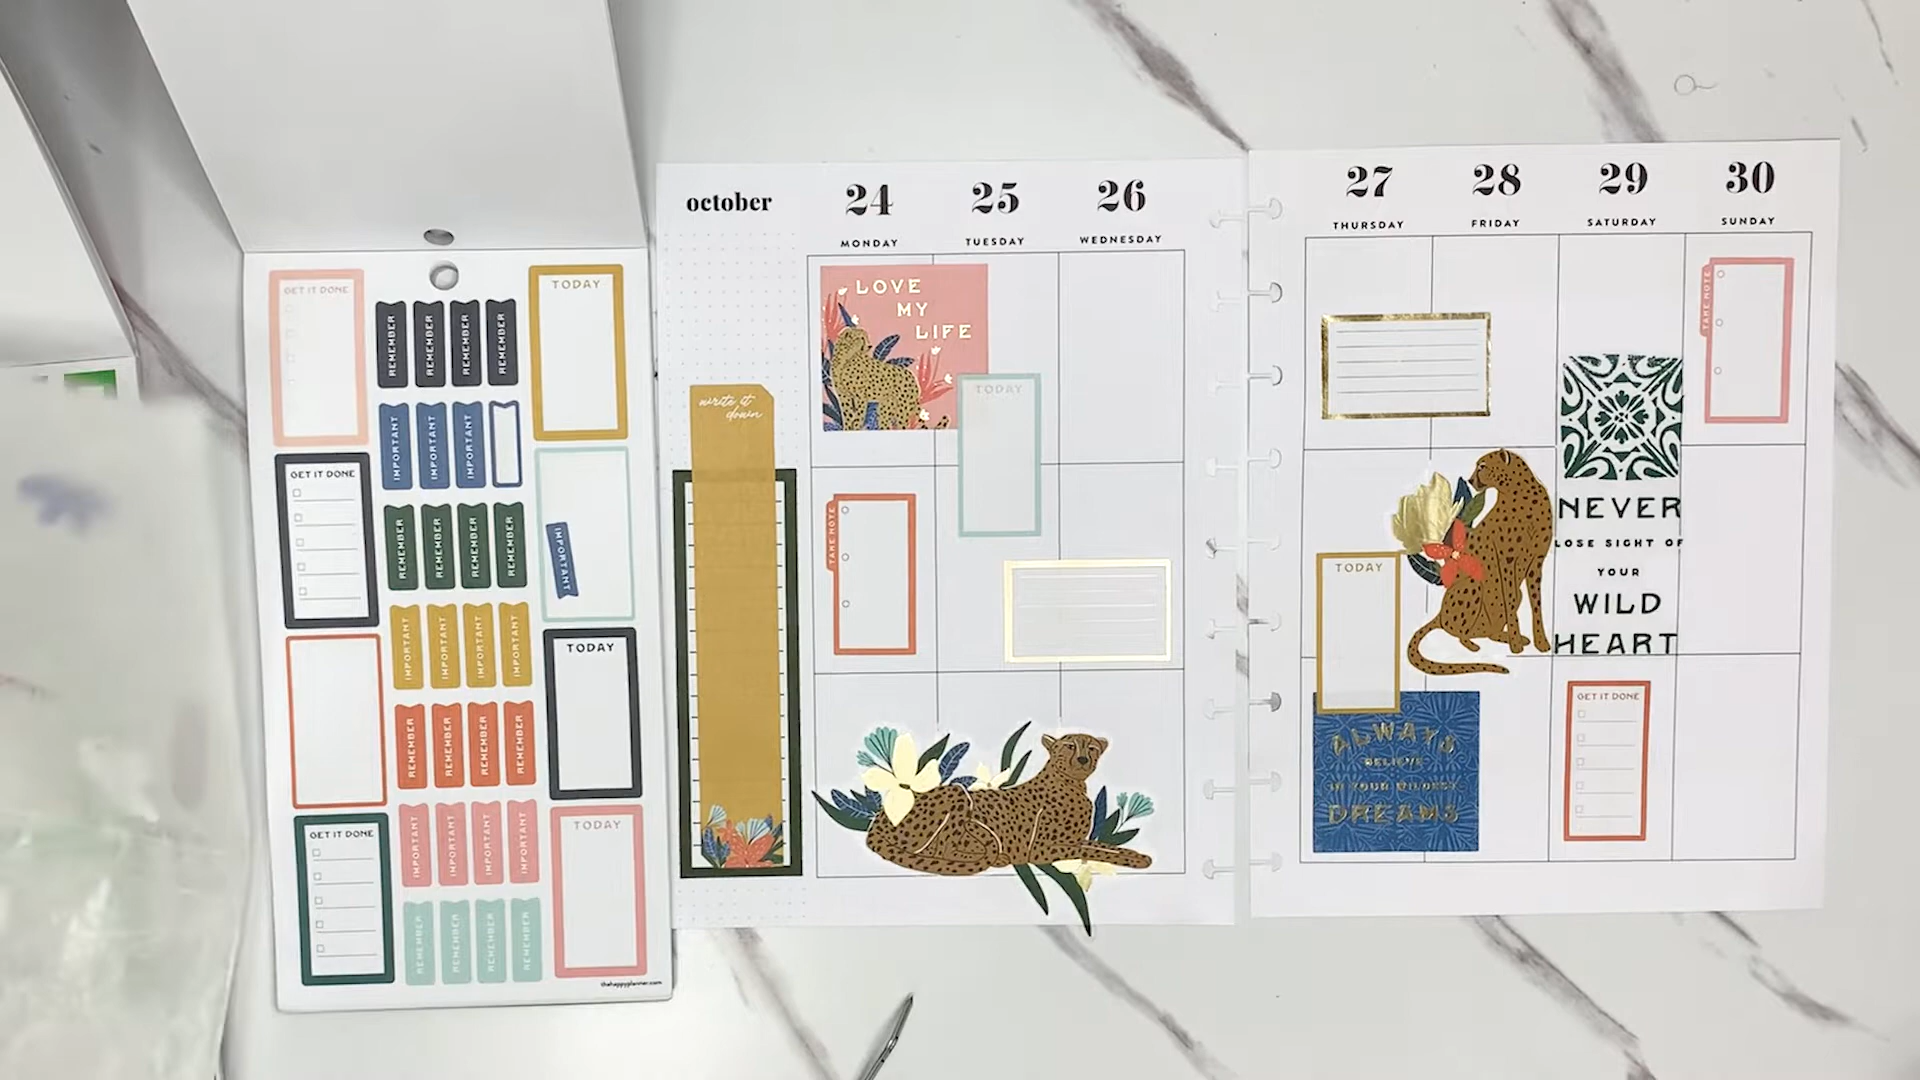 GET IT DONE
TODAY
REMEMBER
REMEMBER
REMEMBER
REMEMBER
IMPORTANT
IMPORTANT
IMPORTANT
GET IT DONE
IMPORTANT
REMEMBER
REMEMBER
REMEMBER
REMEMBER
IMPORTANT
IMPORTANT
IMPORTANT
IMPORTANT
TODAY
REMEMBER
REMEMBER
REMEMBER
REMEMBER
GET IT DONE
IMPORTANT
IMPORTANT
IMPORTANT
IMPORTANT
TODAY
REMEMBER
REMEMBER
REMEMBER
REMEMBER
thehappyplanner.com
october
24
MONDAY
25
TUESDAY
26
WEDNESDAY
LOVE
MY
LIFE
TODAY
write it
down
TAKE NOTE
27
THURSDAY
28
FRIDAY
29
SATURDAY
30
SUNDAY
TAKE NOTE
NEVER
LOSE SIGHT OF
YOUR
WILD
HEART
TODAY
ALWAYS
BELIEVE
IN YOUR WILDEST
DREAMS
GET IT DONE